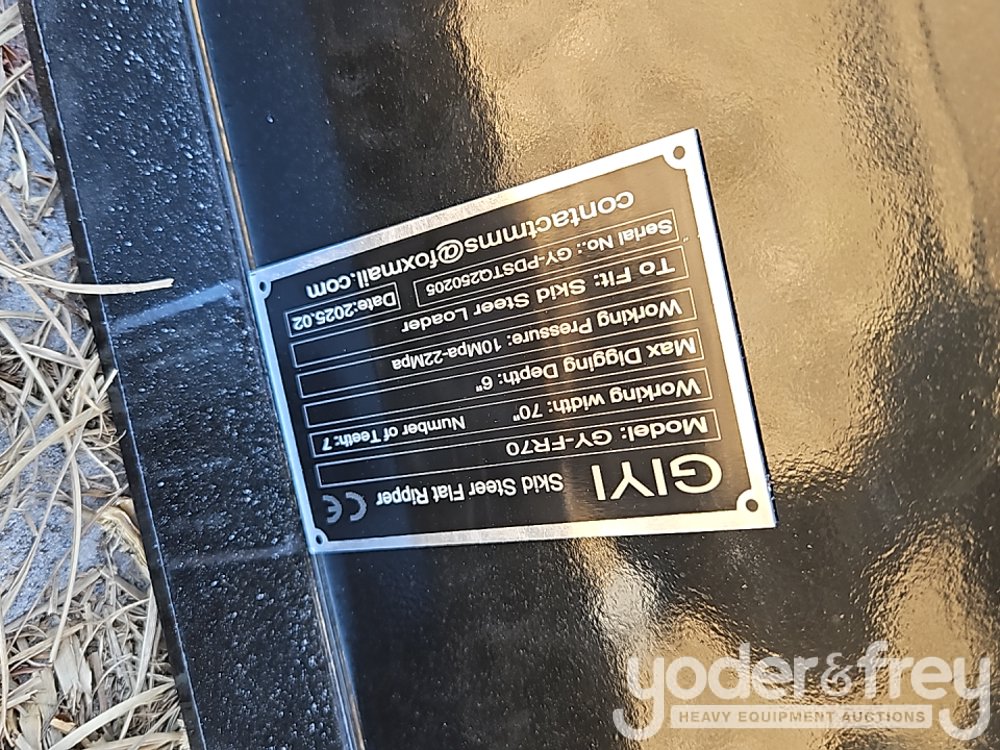 GIYI Skid Steer Flat Ripper CE
Model: GY-FR70
Working width: 70" Number of Teeth:7
Max Digging Depth: 6"
Working Pressure: 10Mpa-22Mpa
To Fit: Skid Steer Loader
Serial No.: GY-PDSTQ250205 Date:2025.02
contactmms@foxmail.com
yoder&frey
HEAVY EQUIPMENT AUCTIONS